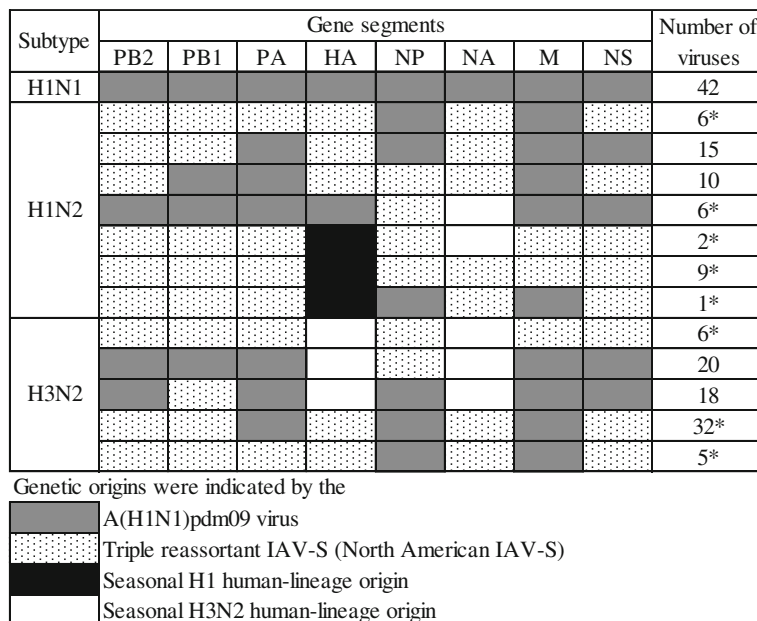 Subtype Gene segments Number of viruses
PB2 PB1 PA HA NP NA M NS
H1N1 42
6*
15
10
H1N2 6*
2*
9*
1*
6*
20
H3N2 18
32*
5*
Genetic origins were indicated by the
A(H1N1)pdm09 virus
Triple reassortant IAV-S (North American IAV-S)
Seasonal H1 human-lineage origin
Seasonal H3N2 human-lineage origin